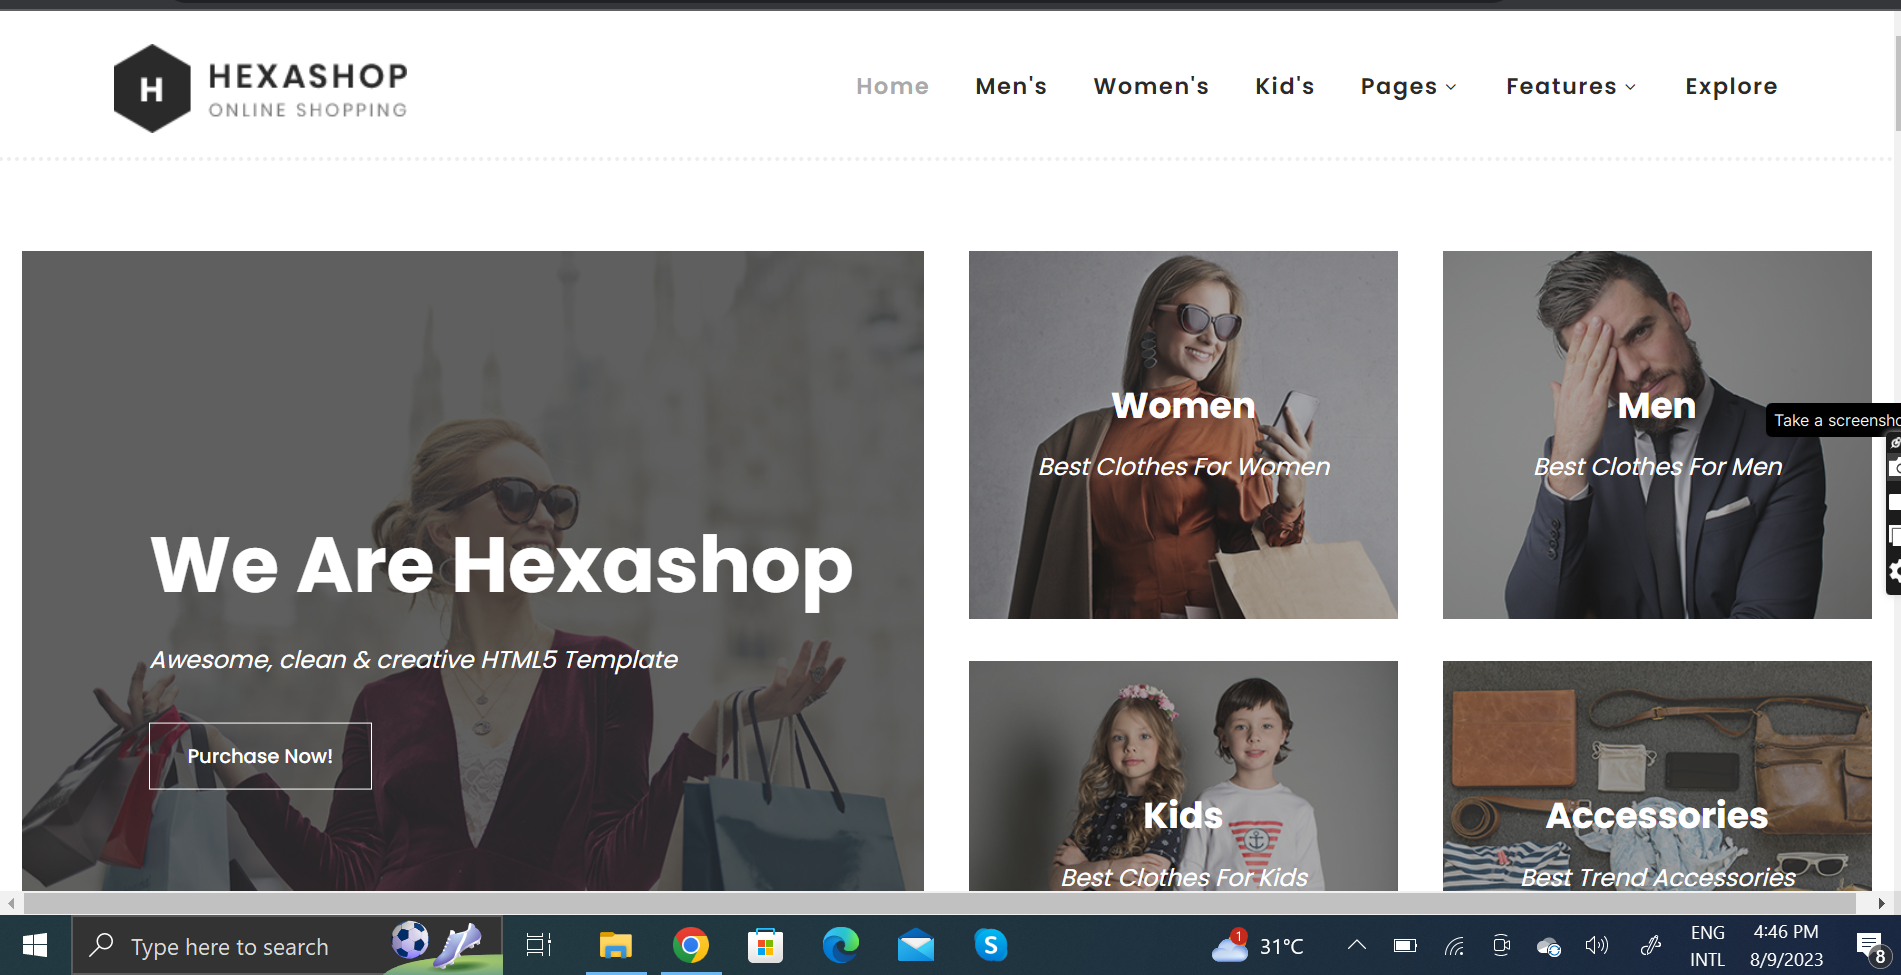 H
HEXASHOP
ONLINE SHOPPING
Home Men's Women's Kid's Pages Features Explore
We Are Hexashop
Awesome, clean & creative HTML5 Template
Purchase Now!
Women
Best Clothes For Women
Men
Best Clothes For Men
Take a screensho
Kids
Best Clothes For Kids
Accessories
Best Trend Accessories
Type here to search
S
1
31°C
ENG
INTL
4:46 PM
8/9/2023
8